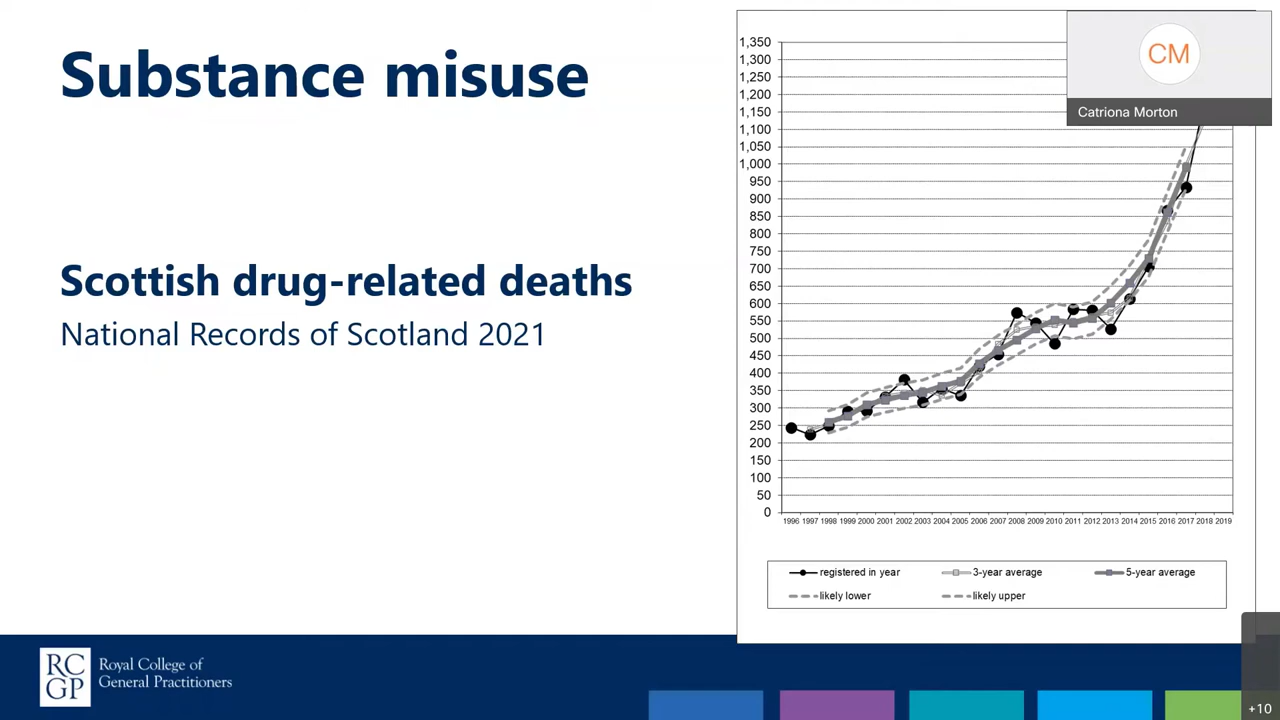 Substance misuse
Scottish drug-related deaths
National Records of Scotland 2021
1,350
1,300
1,250
1,200
1,150
1,100
1,050
1,000
950
900
850
800
750
700
650
600
550
500
450
400
350
300
250
200
150
100
50
0
1996 1997 1998 1999 2000 2001 2002 2003 2004 2005 2006 2007 2008 2009 2010 2011 2012 2013 2014 2015 2016 2017 2018 2019
registered in year 3-year average 5-year average
likely lower likely upper
CM
Catriona Morton
RC
GP
Royal College of
General Practitioners
+10